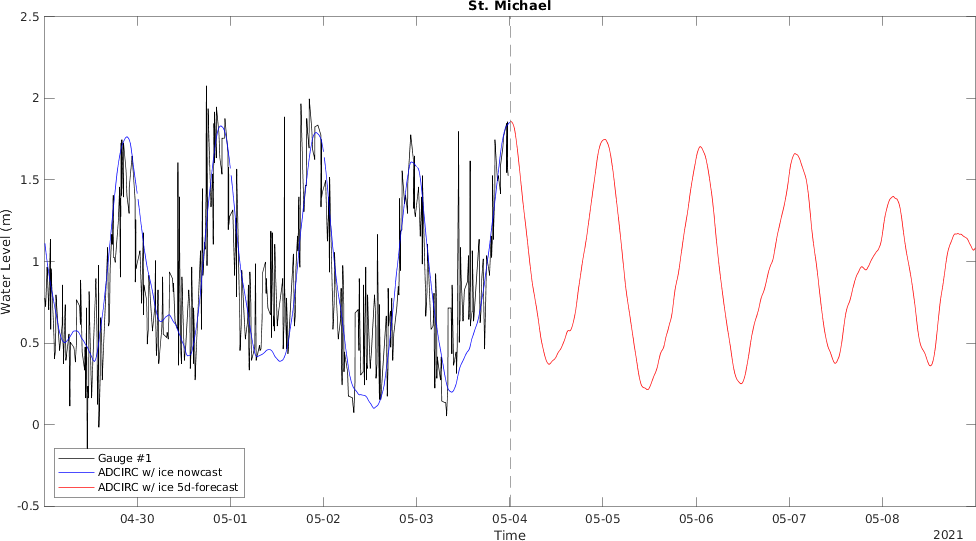 St. Michael
2.5
2
1.5
1
0.5
0
-0.5
Water Level (m)
Gauge #1
ADCIRC w/ ice nowcast
ADCIRC w/ ice 5d-forecast
04-30 05-01 05-02 05-03 05-04 05-05 05-06 05-07 05-08
Time
2021